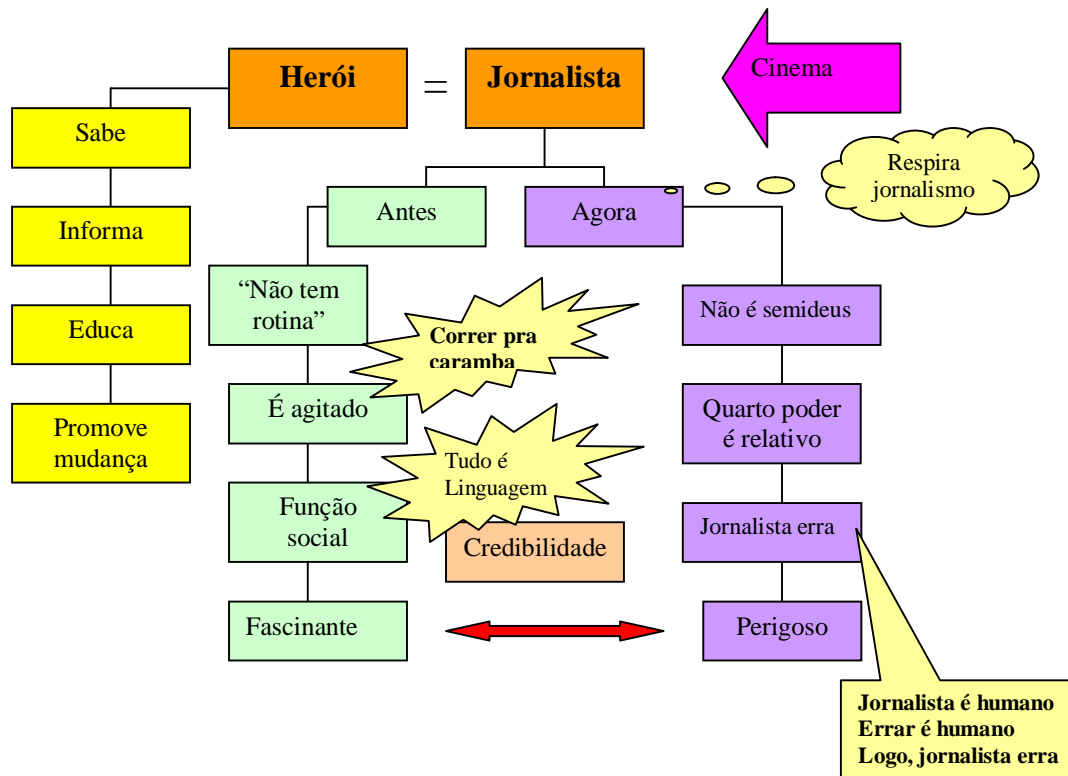 Herói
=
Jornalista
Cinema
Sabe
Informa
Educa
Promove
mudança
Antes
Agora
Respira
jornalismo
“Não tem
rotina”
Correr pra
caramba
É agitado
Tudo é
Linguagem
Função
social
Credibilidade
Fascinante
Não é semideus
Quarto poder
é relativo
Jornalista erra
Perigoso
Jornalista é humano
Errar é humano
Logo, jornalista erra